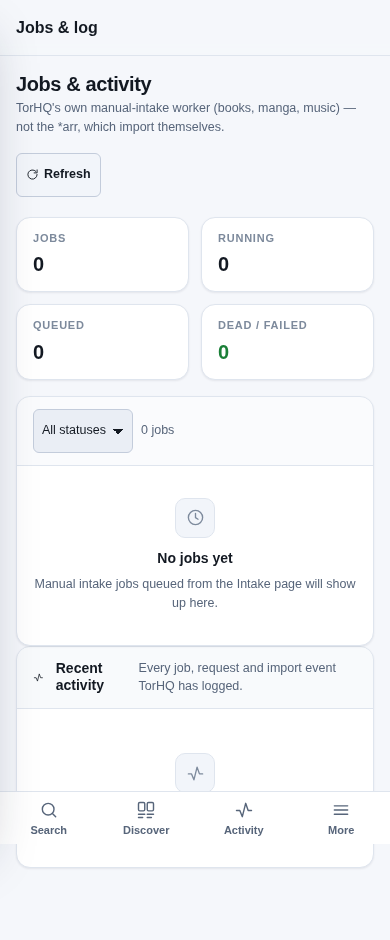 Jobs & log
Jobs & activity
TorHQ's own manual-intake worker (books, manga, music) —
not the *arr, which import themselves.
Refresh
JOBS
0
RUNNING
0
QUEUED
0
DEAD / FAILED
0
All statuses
0 jobs
No jobs yet
Manual intake jobs queued from the Intake page will show
up here.
Recent
activity
Every job, request and import event
TorHQ has logged.
Search
Discover
Activity
More